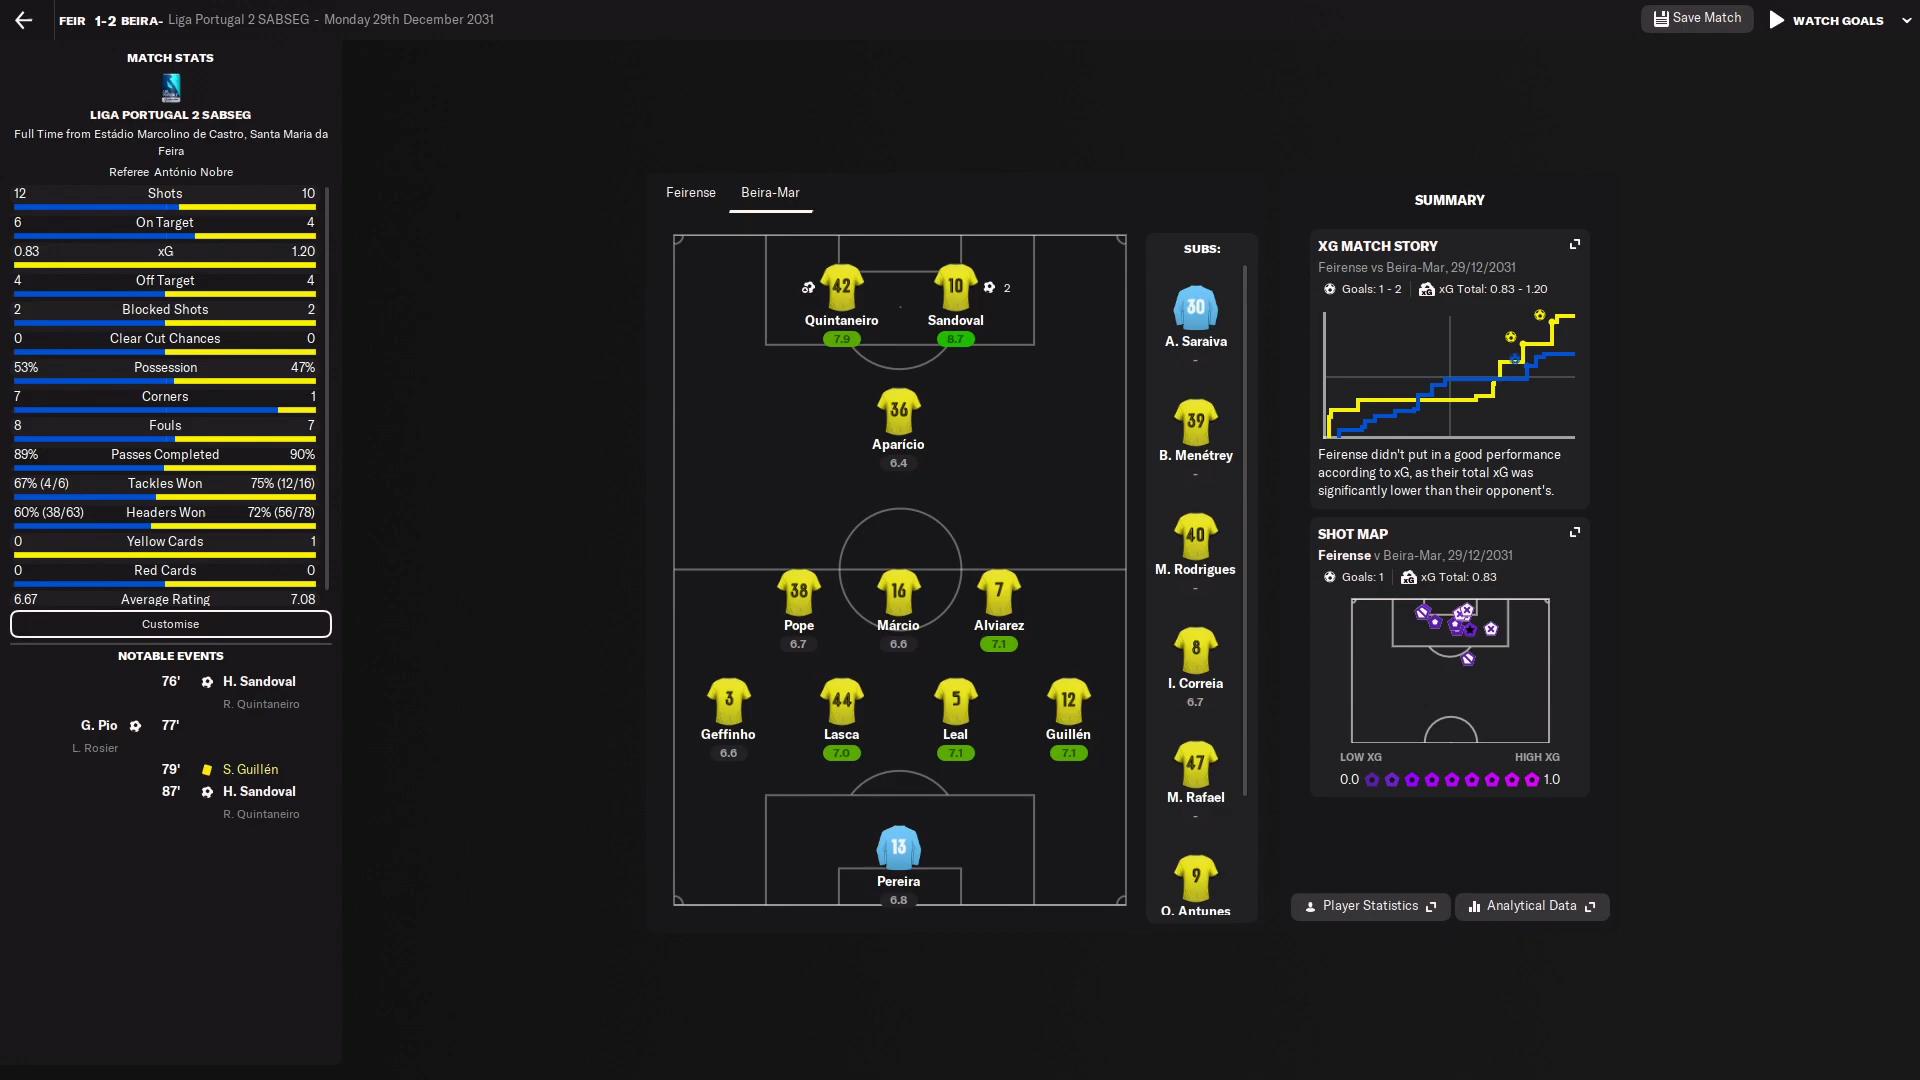 FEIR 1-2 BEIRA- Liga Portugal 2 SABSEG - Monday 29th December 2031
Save Match
WATCH GOALS
MATCH STATS
LIGA PORTUGAL 2 SABSEG
Full Time from Estádio Marcolino de Castro, Santa Maria da
Feira
Referee António Nobre
12 Shots 10
6 On Target 4
0.83 xG 1.20
4 Off Target 4
2 Blocked Shots 2
0 Clear Cut Chances 0
53% Possession 47%
7 Corners 1
8 Fouls 7
89% Passes Completed 90%
67% (4/6) Tackles Won 75% (12/16)
60% (38/63) Headers Won 72% (56/78)
0 Yellow Cards 1
0 Red Cards 0
6.67 Average Rating 7.08
Customise
NOTABLE EVENTS
76' H. Sandoval
R. Quintaneiro
G. Pio 77'
L. Rosier
79' S. Guillén
87' H. Sandoval
R. Quintaneiro
Feirense Beira-Mar
42 10 2
Quintaneiro Sandoval
7.9 8.7
36
Aparício
6.4
38 16 7
Pope Márcio Alviarez
6.7 6.6 7.1
3 44 5 12
Geffinho Lasca Leal Guillén
6.6 7.0 7.1 7.1
13
Pereira
6.8
SUBS:
30
A. Saraiva
-
39
B. Menétrey
-
40
M. Rodrigues
-
8
I. Correia
6.7
47
M. Rafael
-
9
O. Antunes
SUMMARY
XG MATCH STORY
Feirense vs Beira-Mar, 29/12/2031
Goals: 1 - 2 xG xG Total: 0.83 - 1.20
Feirense didn't put in a good performance
according to xG, as their total xG was
significantly lower than their opponent's.
SHOT MAP
Feirense v Beira-Mar, 29/12/2031
Goals: 1 xG xG Total: 0.83
LOW XG HIGH XG
0.0 1.0
Player Statistics
Analytical Data